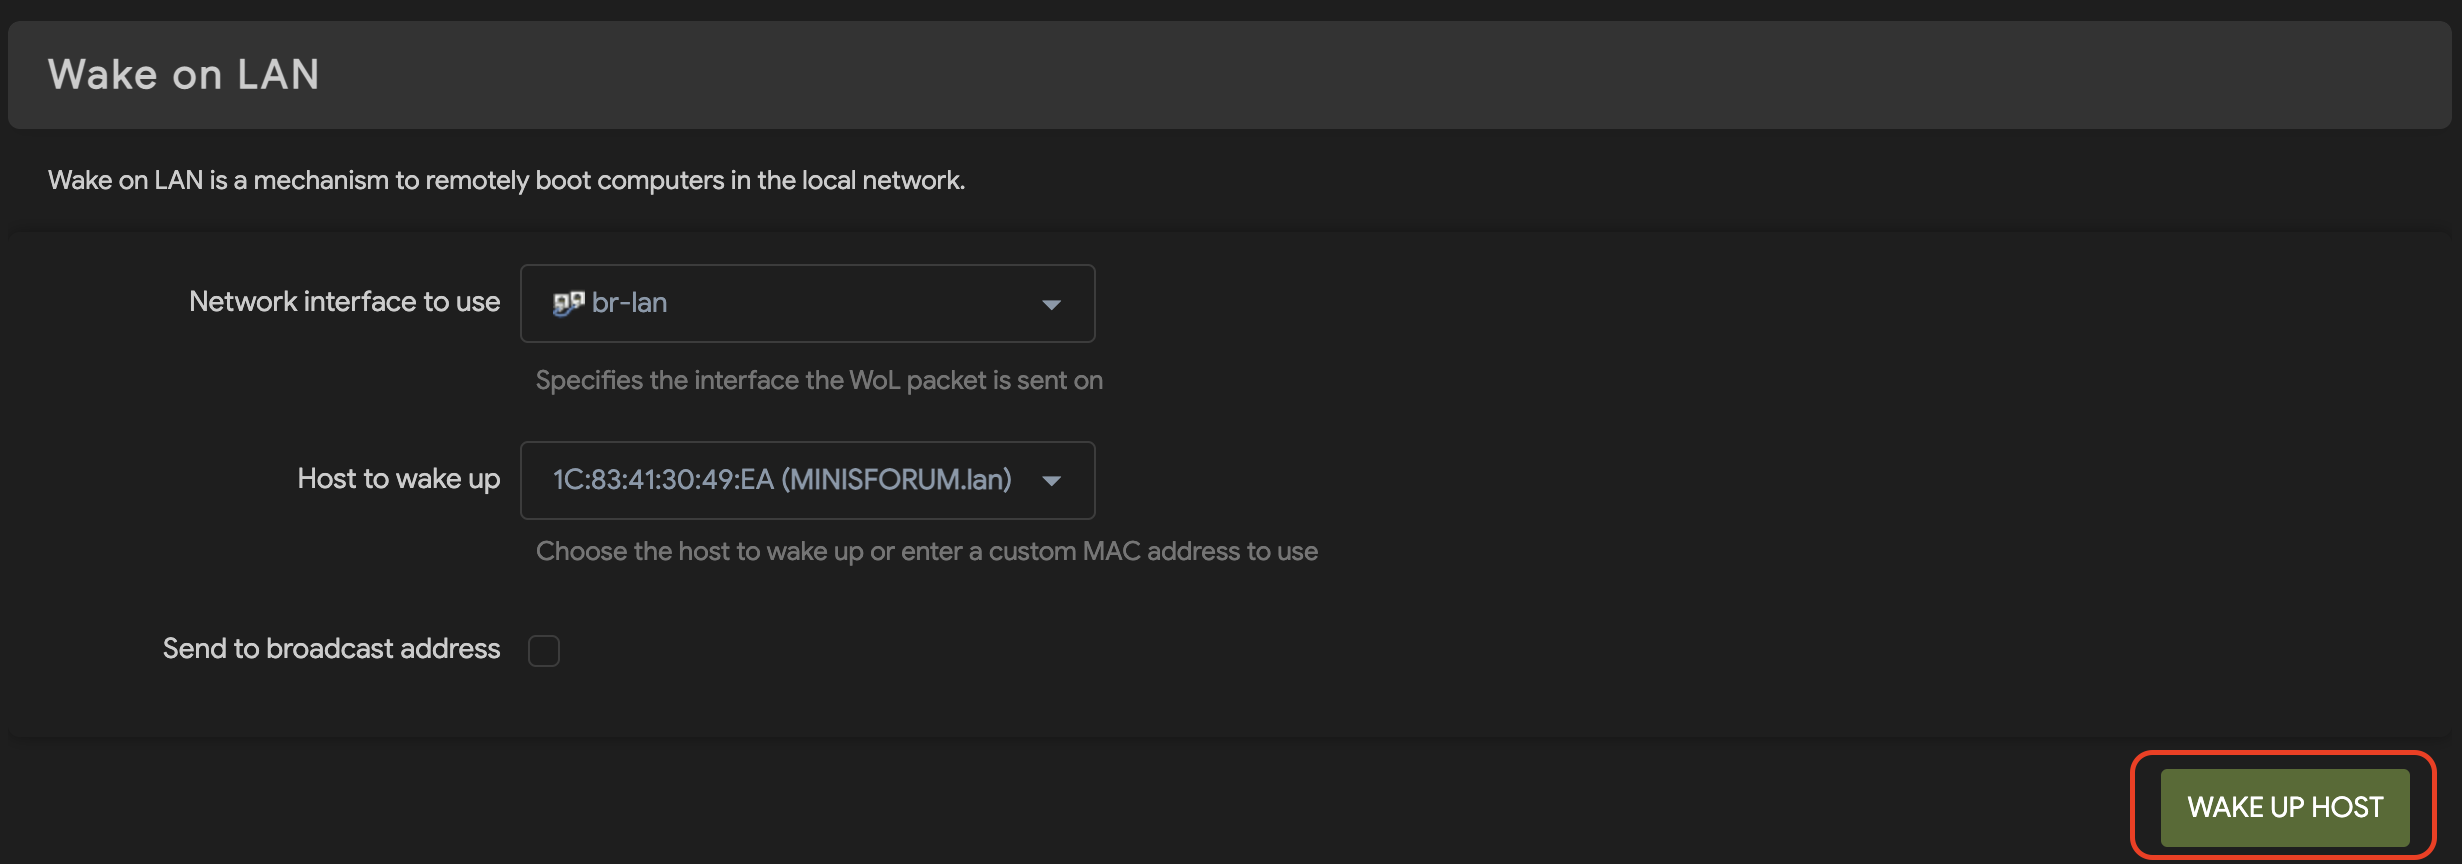 Wake on LAN
Wake on LAN is a mechanism to remotely boot computers in the local network.
Network interface to use
br-lan
Specifies the interface the WoL packet is sent on
Host to wake up
1C:83:41:30:49:EA (MINISFORUM.lan)
Choose the host to wake up or enter a custom MAC address to use
Send to broadcast address
WAKE UP HOST